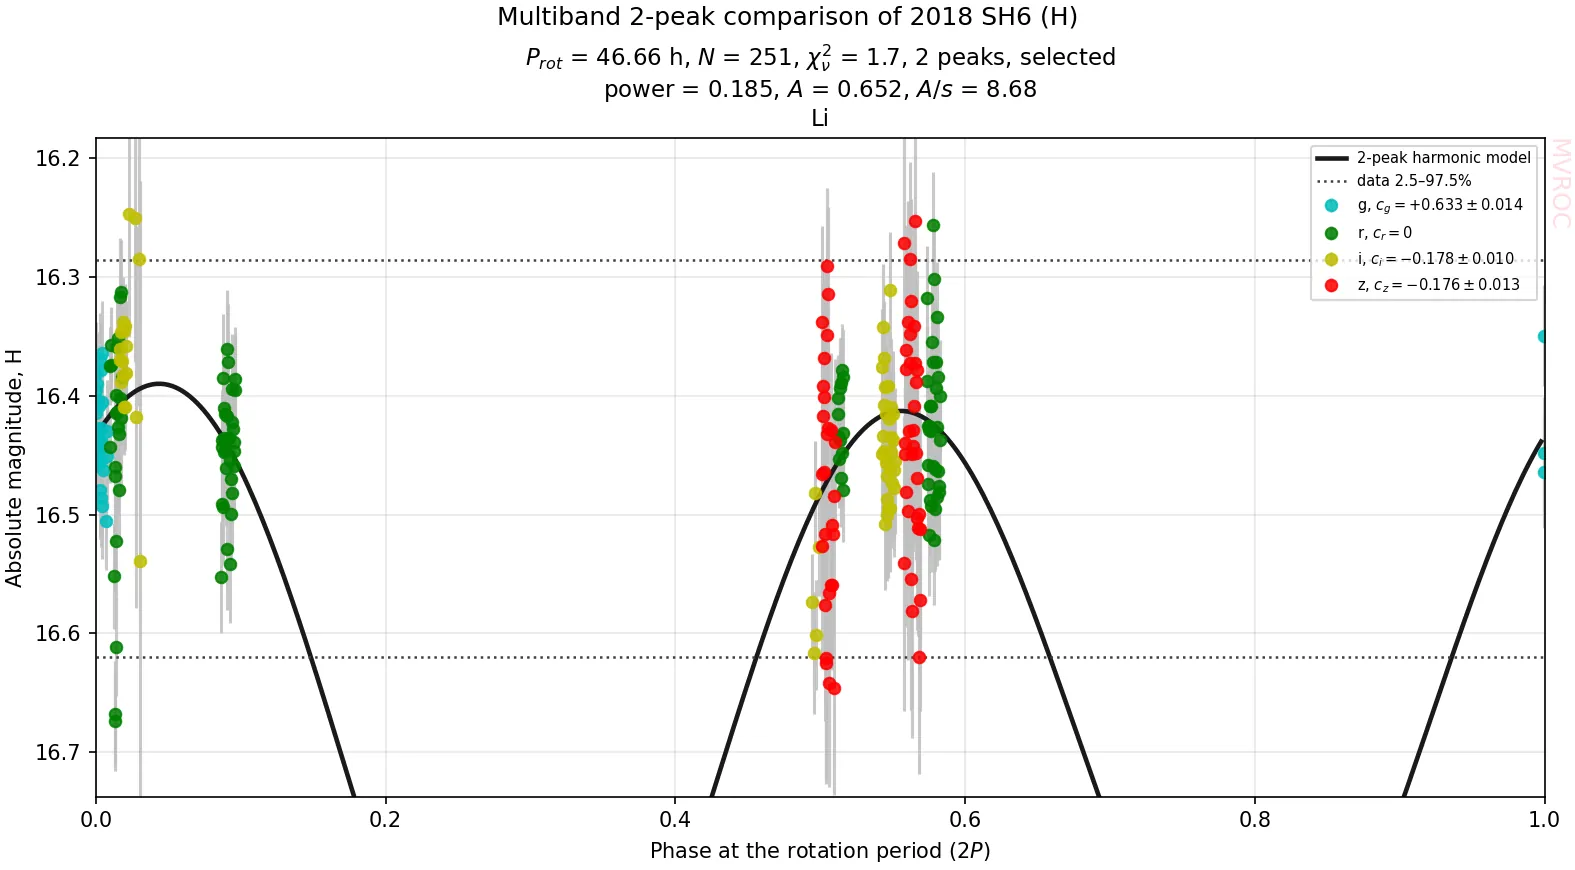 Multiband 2-peak comparison of 2018 SH6 (H)
P_rot = 46.66 h, N = 251, χ²_ν = 1.7, 2 peaks, selected
power = 0.185, A = 0.652, A/s = 8.68
Li
2-peak harmonic model
data 2.5–97.5%
g, c_g = +0.633 ± 0.014
r, c_r = 0
i, c_i = −0.178 ± 0.010
z, c_z = −0.176 ± 0.013
MVROC
Absolute magnitude, H
16.2
16.3
16.4
16.5
16.6
16.7
0.0 0.2 0.4 0.6 0.8 1.0
Phase at the rotation period (2P)